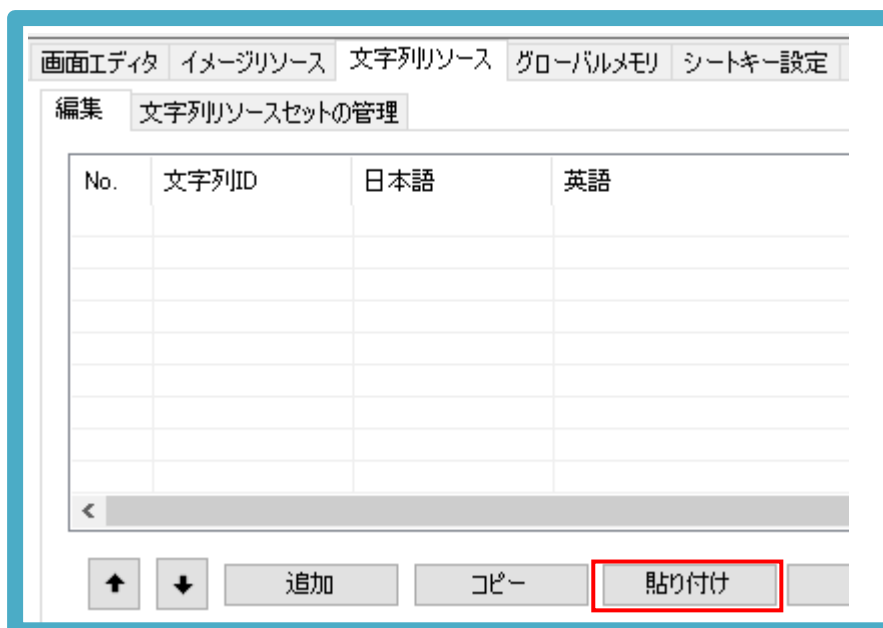 画面エディタ イメージリソース 文字列リソース グローバルメモリ シートキー設定
編集 文字列リソースセットの管理
No. 文字列ID 日本語 英語
追加 コピー 貼り付け